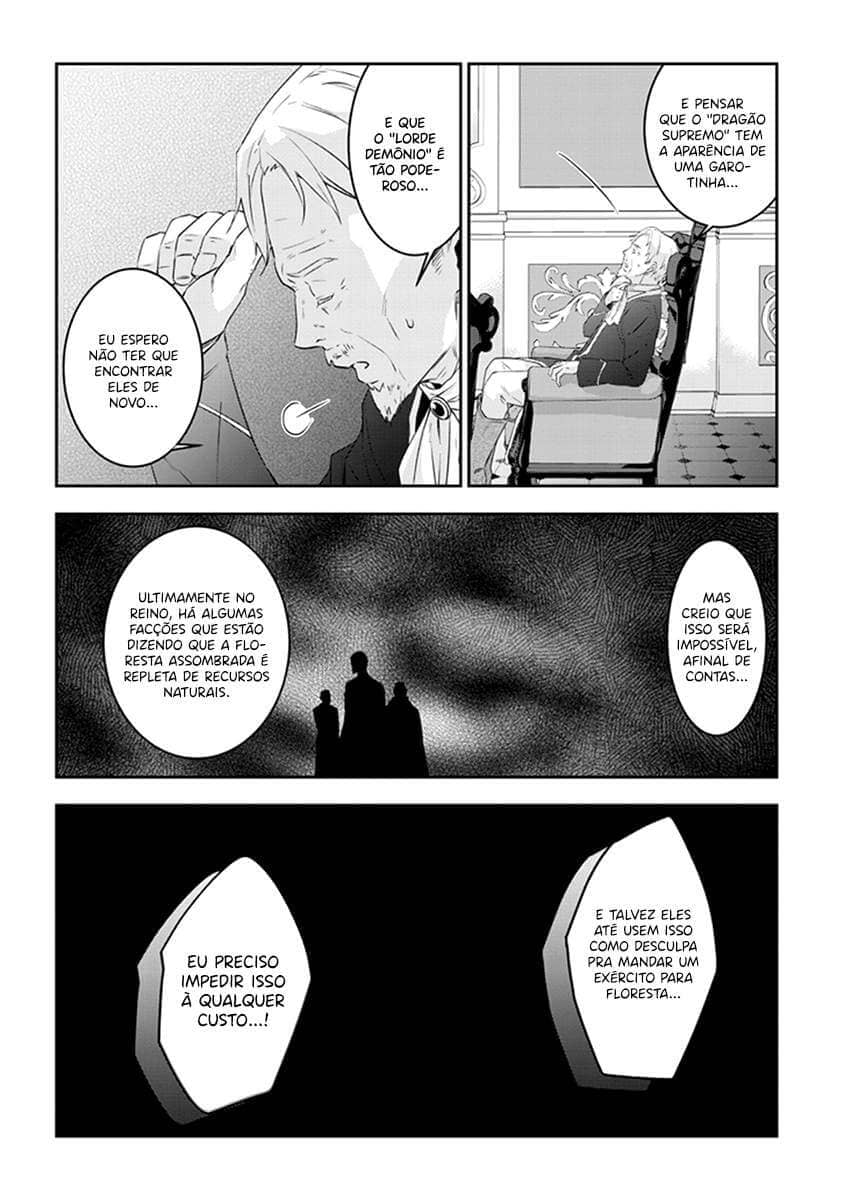 E PENSAR
QUE O "DRAGÃO
SUPREMO" TEM
A APARÊNCIA DE
UMA GARO-
TINHA...
E QUE
O "LORDE
DEMÔNIO" É
TÃO PODE-
ROSO...
EU ESPERO
NÃO TER QUE
ENCONTRAR
ELES DE
NOVO...
MAS
CREIO QUE
ISSO SERÁ
IMPOSSÍVEL,
AFINAL DE
CONTAS...
ULTIMAMENTE NO
REINO, HÁ ALGUMAS
FACÇÕES QUE ESTÃO
DIZENDO QUE A FLO-
RESTA ASSOMBRADA É
REPLETA DE RECURSOS
NATURAIS.
E TALVEZ ELES
ATÉ USEM ISSO
COMO DESCULPA
PRA MANDAR UM
EXÉRCITO PARA
FLORESTA...
EU PRECISO
IMPEDIR ISSO
À QUALQUER
CUSTO...!